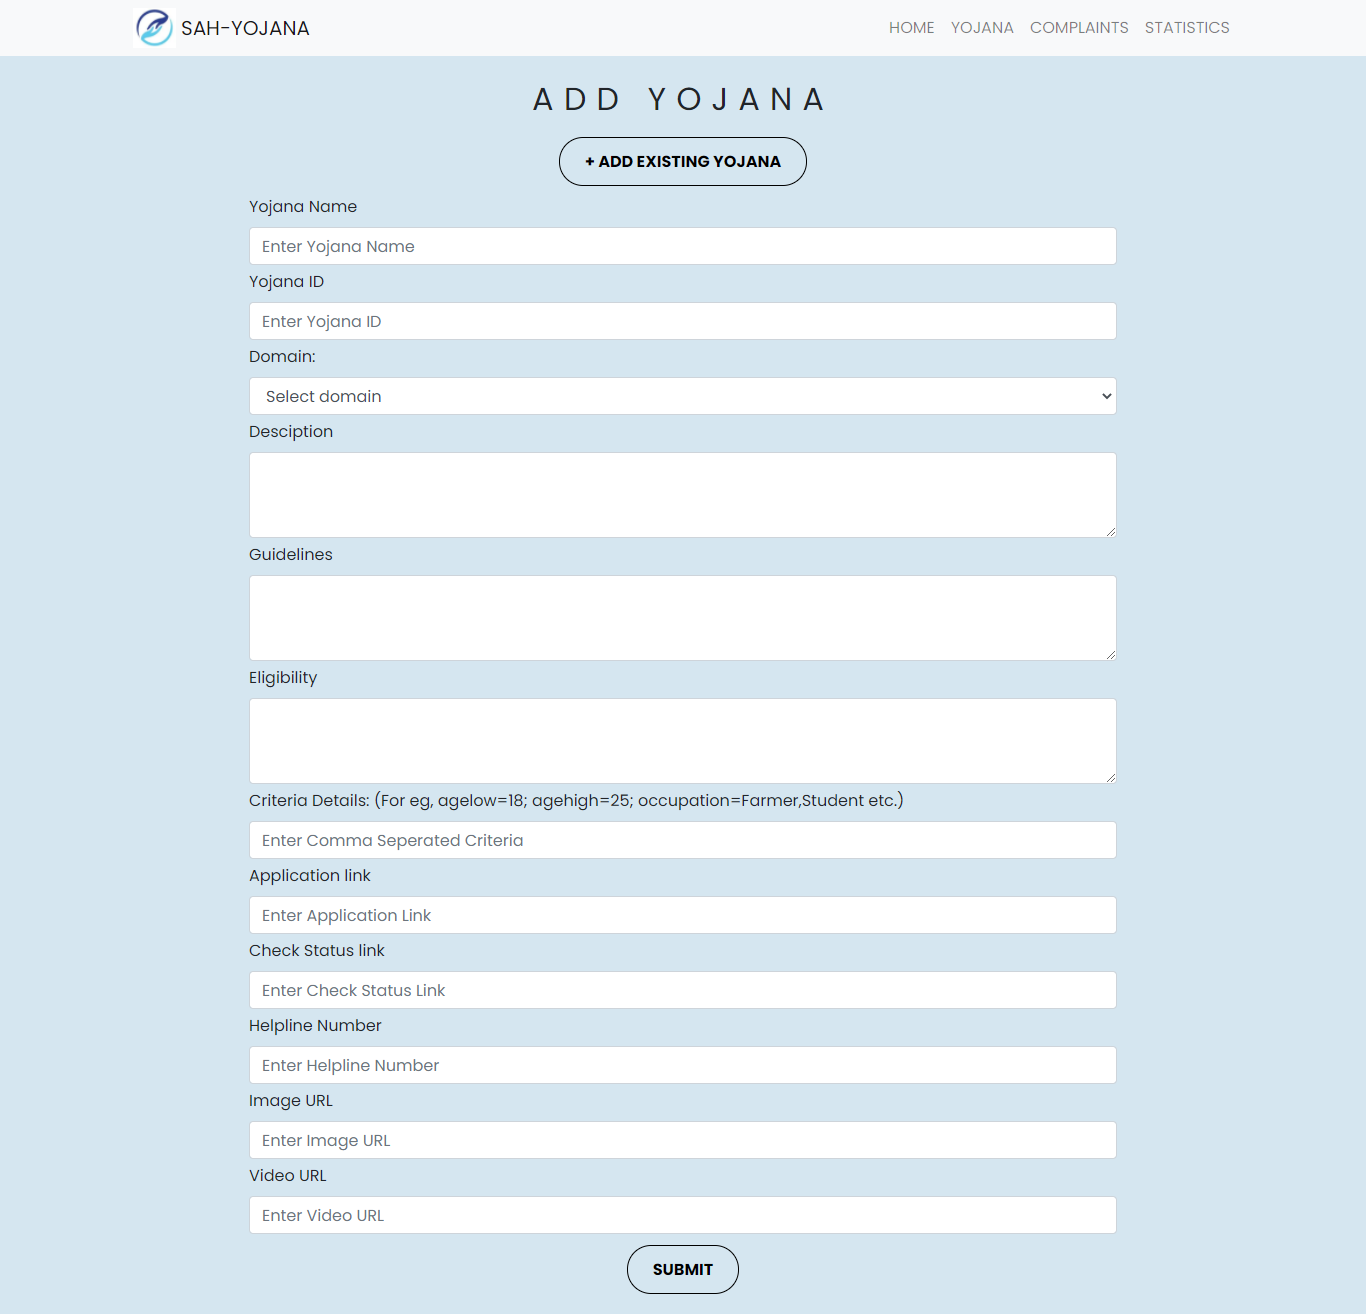 SAH-YOJANA
HOME YOJANA COMPLAINTS STATISTICS
ADD YOJANA
+ ADD EXISTING YOJANA
Yojana Name
Enter Yojana Name
Yojana ID
Enter Yojana ID
Domain:
Select domain
Desciption
Guidelines
Eligibility
Criteria Details: (For eg, agelow=18; agehigh=25; occupation=Farmer,Student etc.)
Enter Comma Seperated Criteria
Application link
Enter Application Link
Check Status link
Enter Check Status Link
Helpline Number
Enter Helpline Number
Image URL
Enter Image URL
Video URL
Enter Video URL
SUBMIT